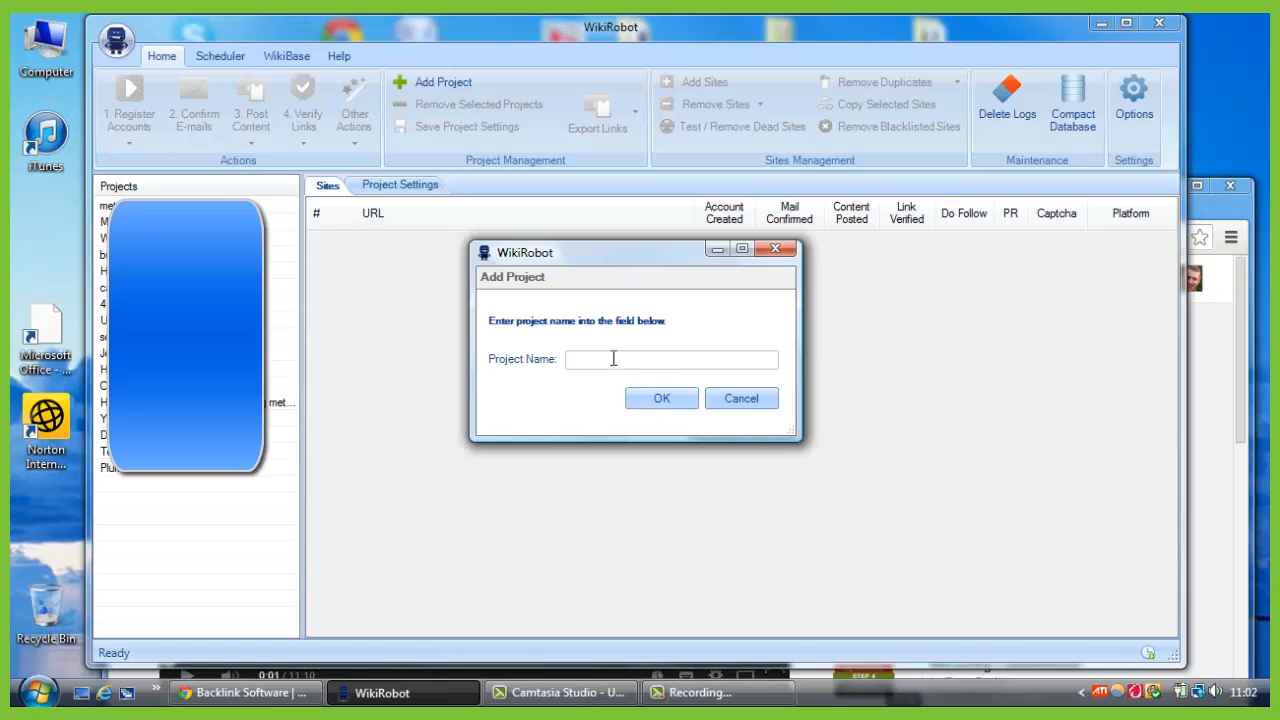 WikiRobot
Computer
Home
Scheduler
WikiBase
Help
1. Register
Accounts
2. Confirm
E-mails
3. Post
Content
4. Verify
Links
Other
Actions
Actions
Add Project
Remove Selected Projects
Save Project Settings
Export Links
Project Management
Add Sites
Remove Sites
Test / Remove Dead Sites
Remove Duplicates
Copy Selected Sites
Remove Blacklisted Sites
Sites Management
Delete Logs
Compact
Database
Maintenance
Options
Settings
iTunes
Projects
Sites
Project Settings
#
URL
Account
Created
Mail
Confirmed
Content
Posted
Link
Verified
Do Follow
PR
Captcha
Platform
WikiRobot
Add Project
Enter project name into the field below.
Project Name:
OK
Cancel
Microsoft
Office - ...
met...
Norton
Intern...
Recycle Bin
Ready
0:01 / 11:10
STEP 4
Backlink Software | ...
WikiRobot
Camtasia Studio - U...
Recording...
ATI
11:02